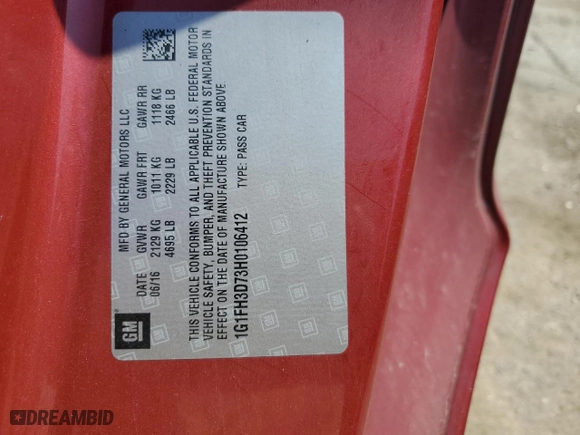 GM
MFD BY GENERAL MOTORS LLC
DATE GVWR GAWR FRT GAWR RR
06/16 2129 KG 1011 KG 1118 KG
4695 LB 2229 LB 2466 LB
THIS VEHICLE CONFORMS TO ALL APPLICABLE U.S. FEDERAL MOTOR
VEHICLE SAFETY, BUMPER, AND THEFT PREVENTION STANDARDS IN
EFFECT ON THE DATE OF MANUFACTURE SHOWN ABOVE
1G1FH3D73H0106412 TYPE: PASS CAR
DREAMBID